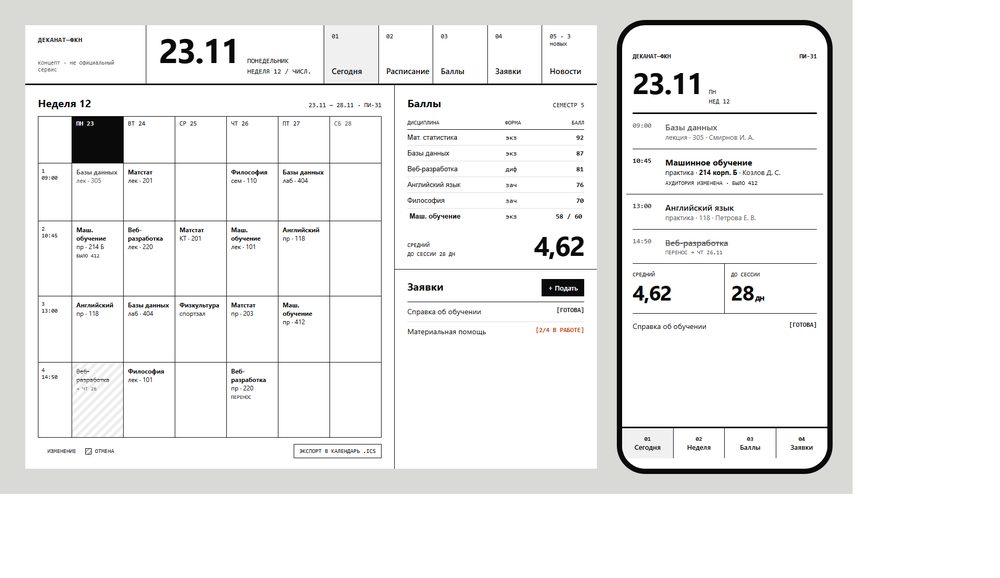 ДЕКАНАТ—ФКН
концепт · не официальный
сервис
23.11
ПОНЕДЕЛЬНИК
НЕДЕЛЯ 12 / ЧИСЛ.
01
Сегодня
02
Расписание
03
Баллы
04
Заявки
05 · 3
новых
Новости
Неделя 12
23.11 — 28.11 · ПИ-31
ПН 23
ВТ 24
СР 25
ЧТ 26
ПТ 27
СБ 28
1
09:00
Базы данных
лек · 305
Матстат
лек · 201
Философия
сем · 110
Базы данных
лаб · 404
2
10:45
Маш.
обучение
пр · 214 Б
БЫЛО 412
Веб-
разработка
лек · 220
Матстат
КТ · 201
Маш.
обучение
лек · 101
Английский
пр · 118
3
13:00
Английский
пр · 118
Базы данных
лаб · 404
Физкультура
спортзал
Матстат
пр · 203
Маш.
обучение
пр · 412
4
14:50
Веб-
разработка
→ ЧТ 26
Философия
лек · 101
Веб-
разработка
пр · 220
ПЕРЕНОС
ИЗМЕНЕНИЕ
ОТМЕНА
ЭКСПОРТ В КАЛЕНДАРЬ .ICS
Баллы
СЕМЕСТР 5
ДИСЦИПЛИНА ФОРМА БАЛЛ
Мат. статистика экз 92
Базы данных экз 87
Веб-разработка диф 81
Английский язык зач 76
Философия зач 70
Маш. обучение экз 58 / 60
СРЕДНИЙ
ДО СЕССИИ 28 ДН
4,62
Заявки
+ Подать
Справка об обучении [ГОТОВА]
Материальная помощь [2/4 В РАБОТЕ]
ДЕКАНАТ—ФКН
ПИ-31
23.11
ПН
НЕД 12
09:00
Базы данных
лекция · 305 · Смирнов И. А.
10:45
Машинное обучение
практика · 214 корп. Б · Козлов Д. С.
АУДИТОРИЯ ИЗМЕНЕНА · БЫЛО 412
13:00
Английский язык
практика · 118 · Петрова Е. В.
14:50
Веб-разработка
ПЕРЕНОС → ЧТ 26.11
СРЕДНИЙ
4,62
ДО СЕССИИ
28 дн
Справка об обучении [ГОТОВА]
01
Сегодня
02
Неделя
03
Баллы
04
Заявки